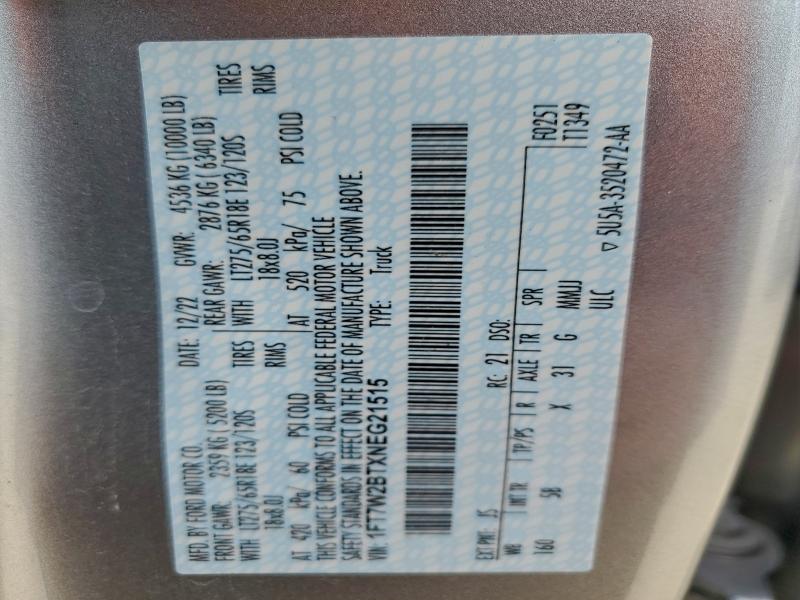 MFD. BY FORD MOTOR CO. DATE: 12/22 GVWR: 4536 KG (10000 LB)
FRONT GAWR: 2359 KG (5200 LB) REAR GAWR: 2876 KG (6340 LB)
WITH LT275/65R18E 123/120S TIRES WITH LT275/65R18E 123/120S TIRES
18x8.0J RIMS 18x8.0J RIMS
AT 420 kPa/ 60 PSI COLD AT 520 kPa/ 75 PSI COLD
THIS VEHICLE CONFORMS TO ALL APPLICABLE FEDERAL MOTOR VEHICLE
SAFETY STANDARDS IN EFFECT ON THE DATE OF MANUFACTURE SHOWN ABOVE.
VIN: 1FT7W2BTXNEG21515 TYPE: Truck
EXT PNT: JS RC: 21 DSO: F0251
WB INT TR TP/PS R AXLE TR SPR T1349
160 5B X 31 G MMJJ
ULC ▽ 5U5A-3520472-AA